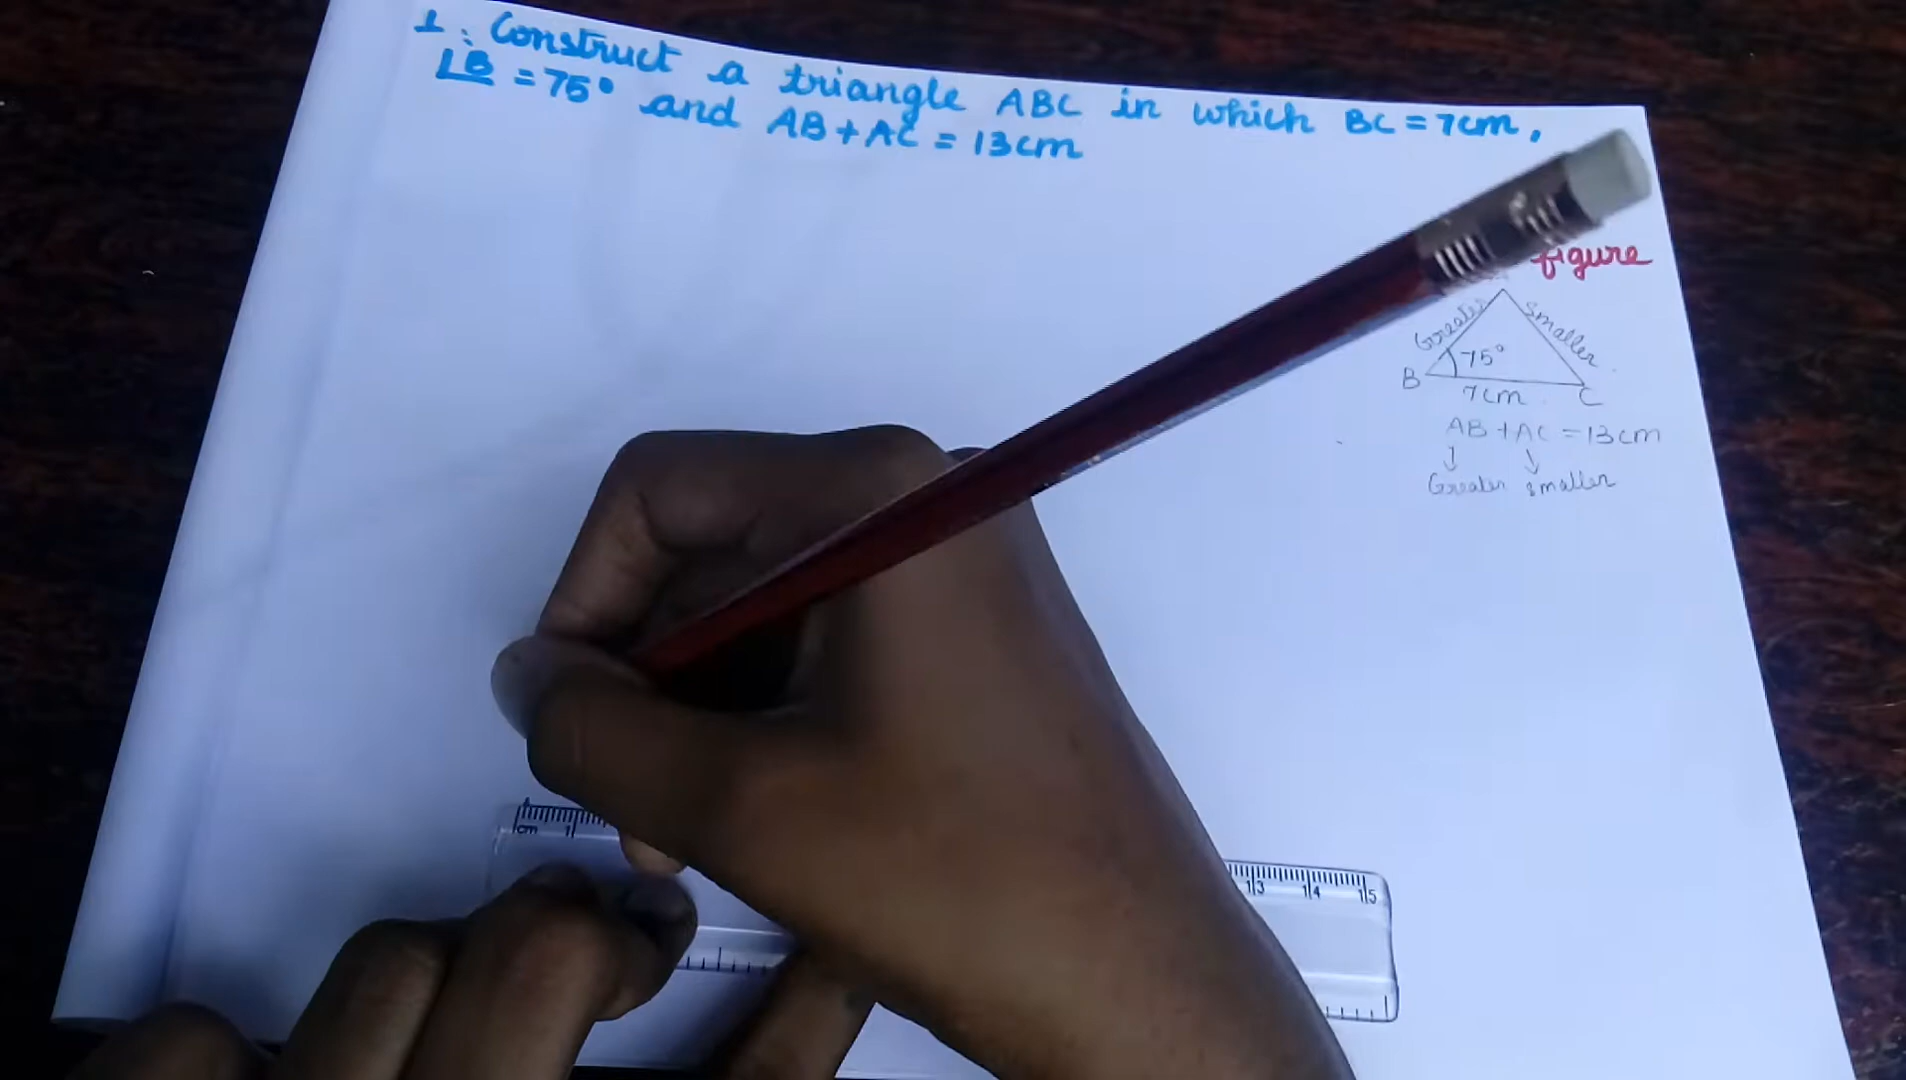 1. Construct a triangle ABC in which BC = 7cm,
∠B = 75° and AB + AC = 13cm
figure
Greater
smaller
75°
B
7cm
C
AB + AC = 13cm
↓ ↓
Greater smaller
cm 1
13 14 15